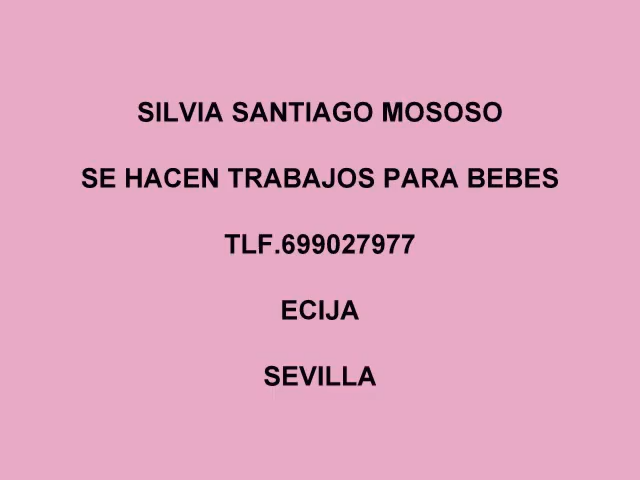 SILVIA SANTIAGO MOSOSO
SE HACEN TRABAJOS PARA BEBES
TLF.699027977
ECIJA
SEVILLA